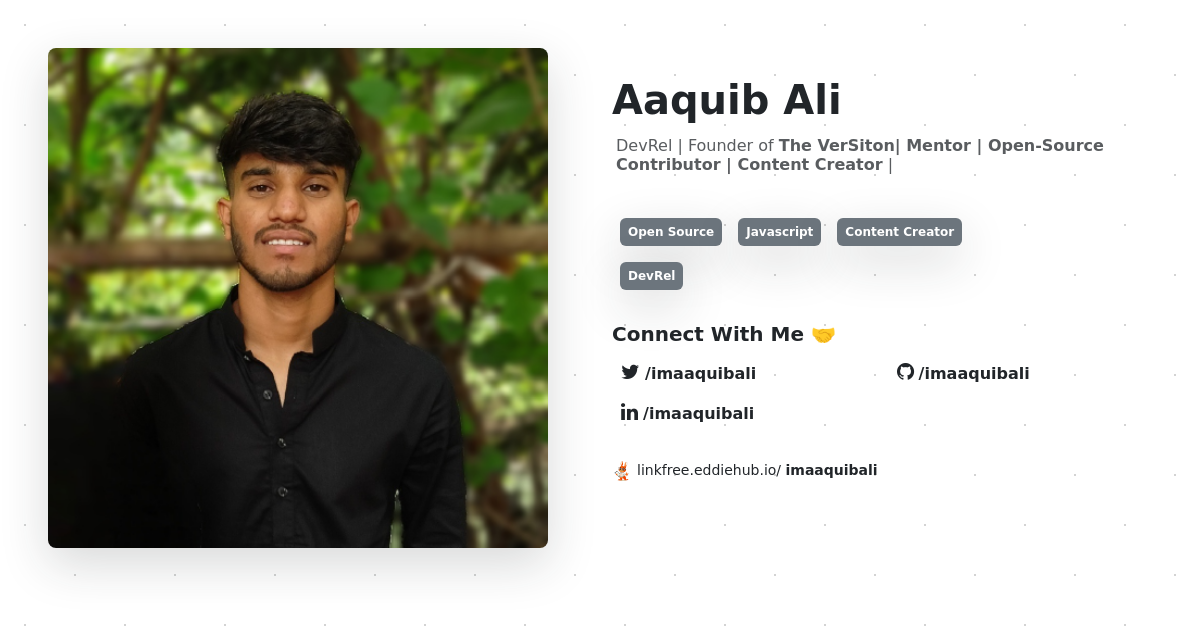 Aaquib Ali
DevRel | Founder of The VerSiton| Mentor | Open-Source
Contributor | Content Creator |
Open Source Javascript Content Creator
DevRel
Connect With Me 🤝
/imaaquibali /imaaquibali
/imaaquibali
linkfree.eddiehub.io/ imaaquibali